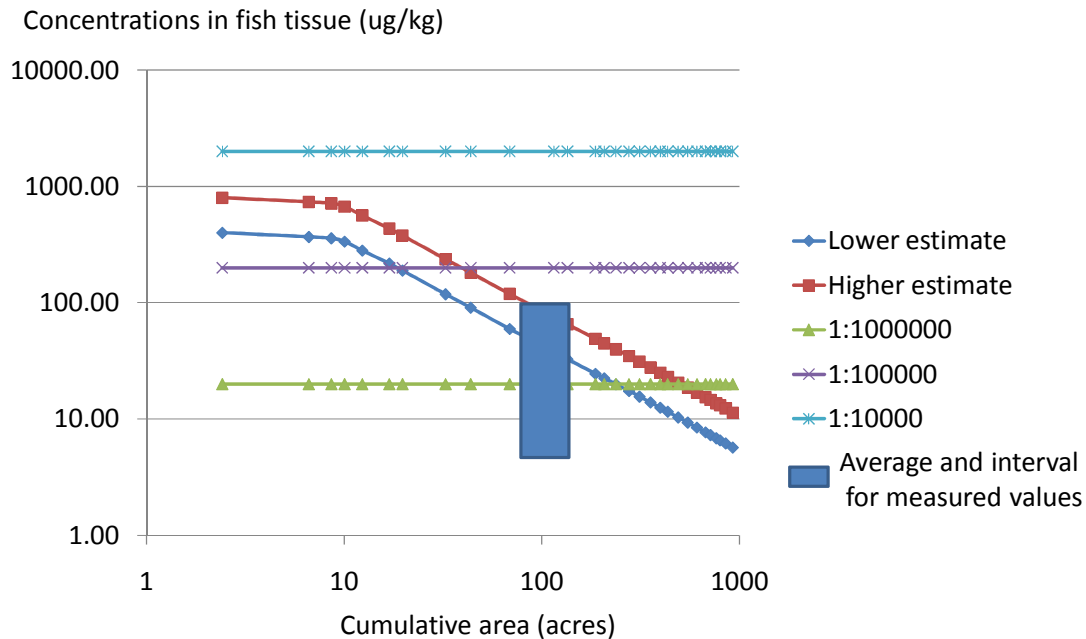 Concentrations in fish tissue (ug/kg)
10000.00
1000.00
100.00
10.00
1.00
1
10
100
1000
Cumulative area (acres)
Lower estimate
Higher estimate
1:1000000
1:100000
1:10000
Average and interval
for measured values